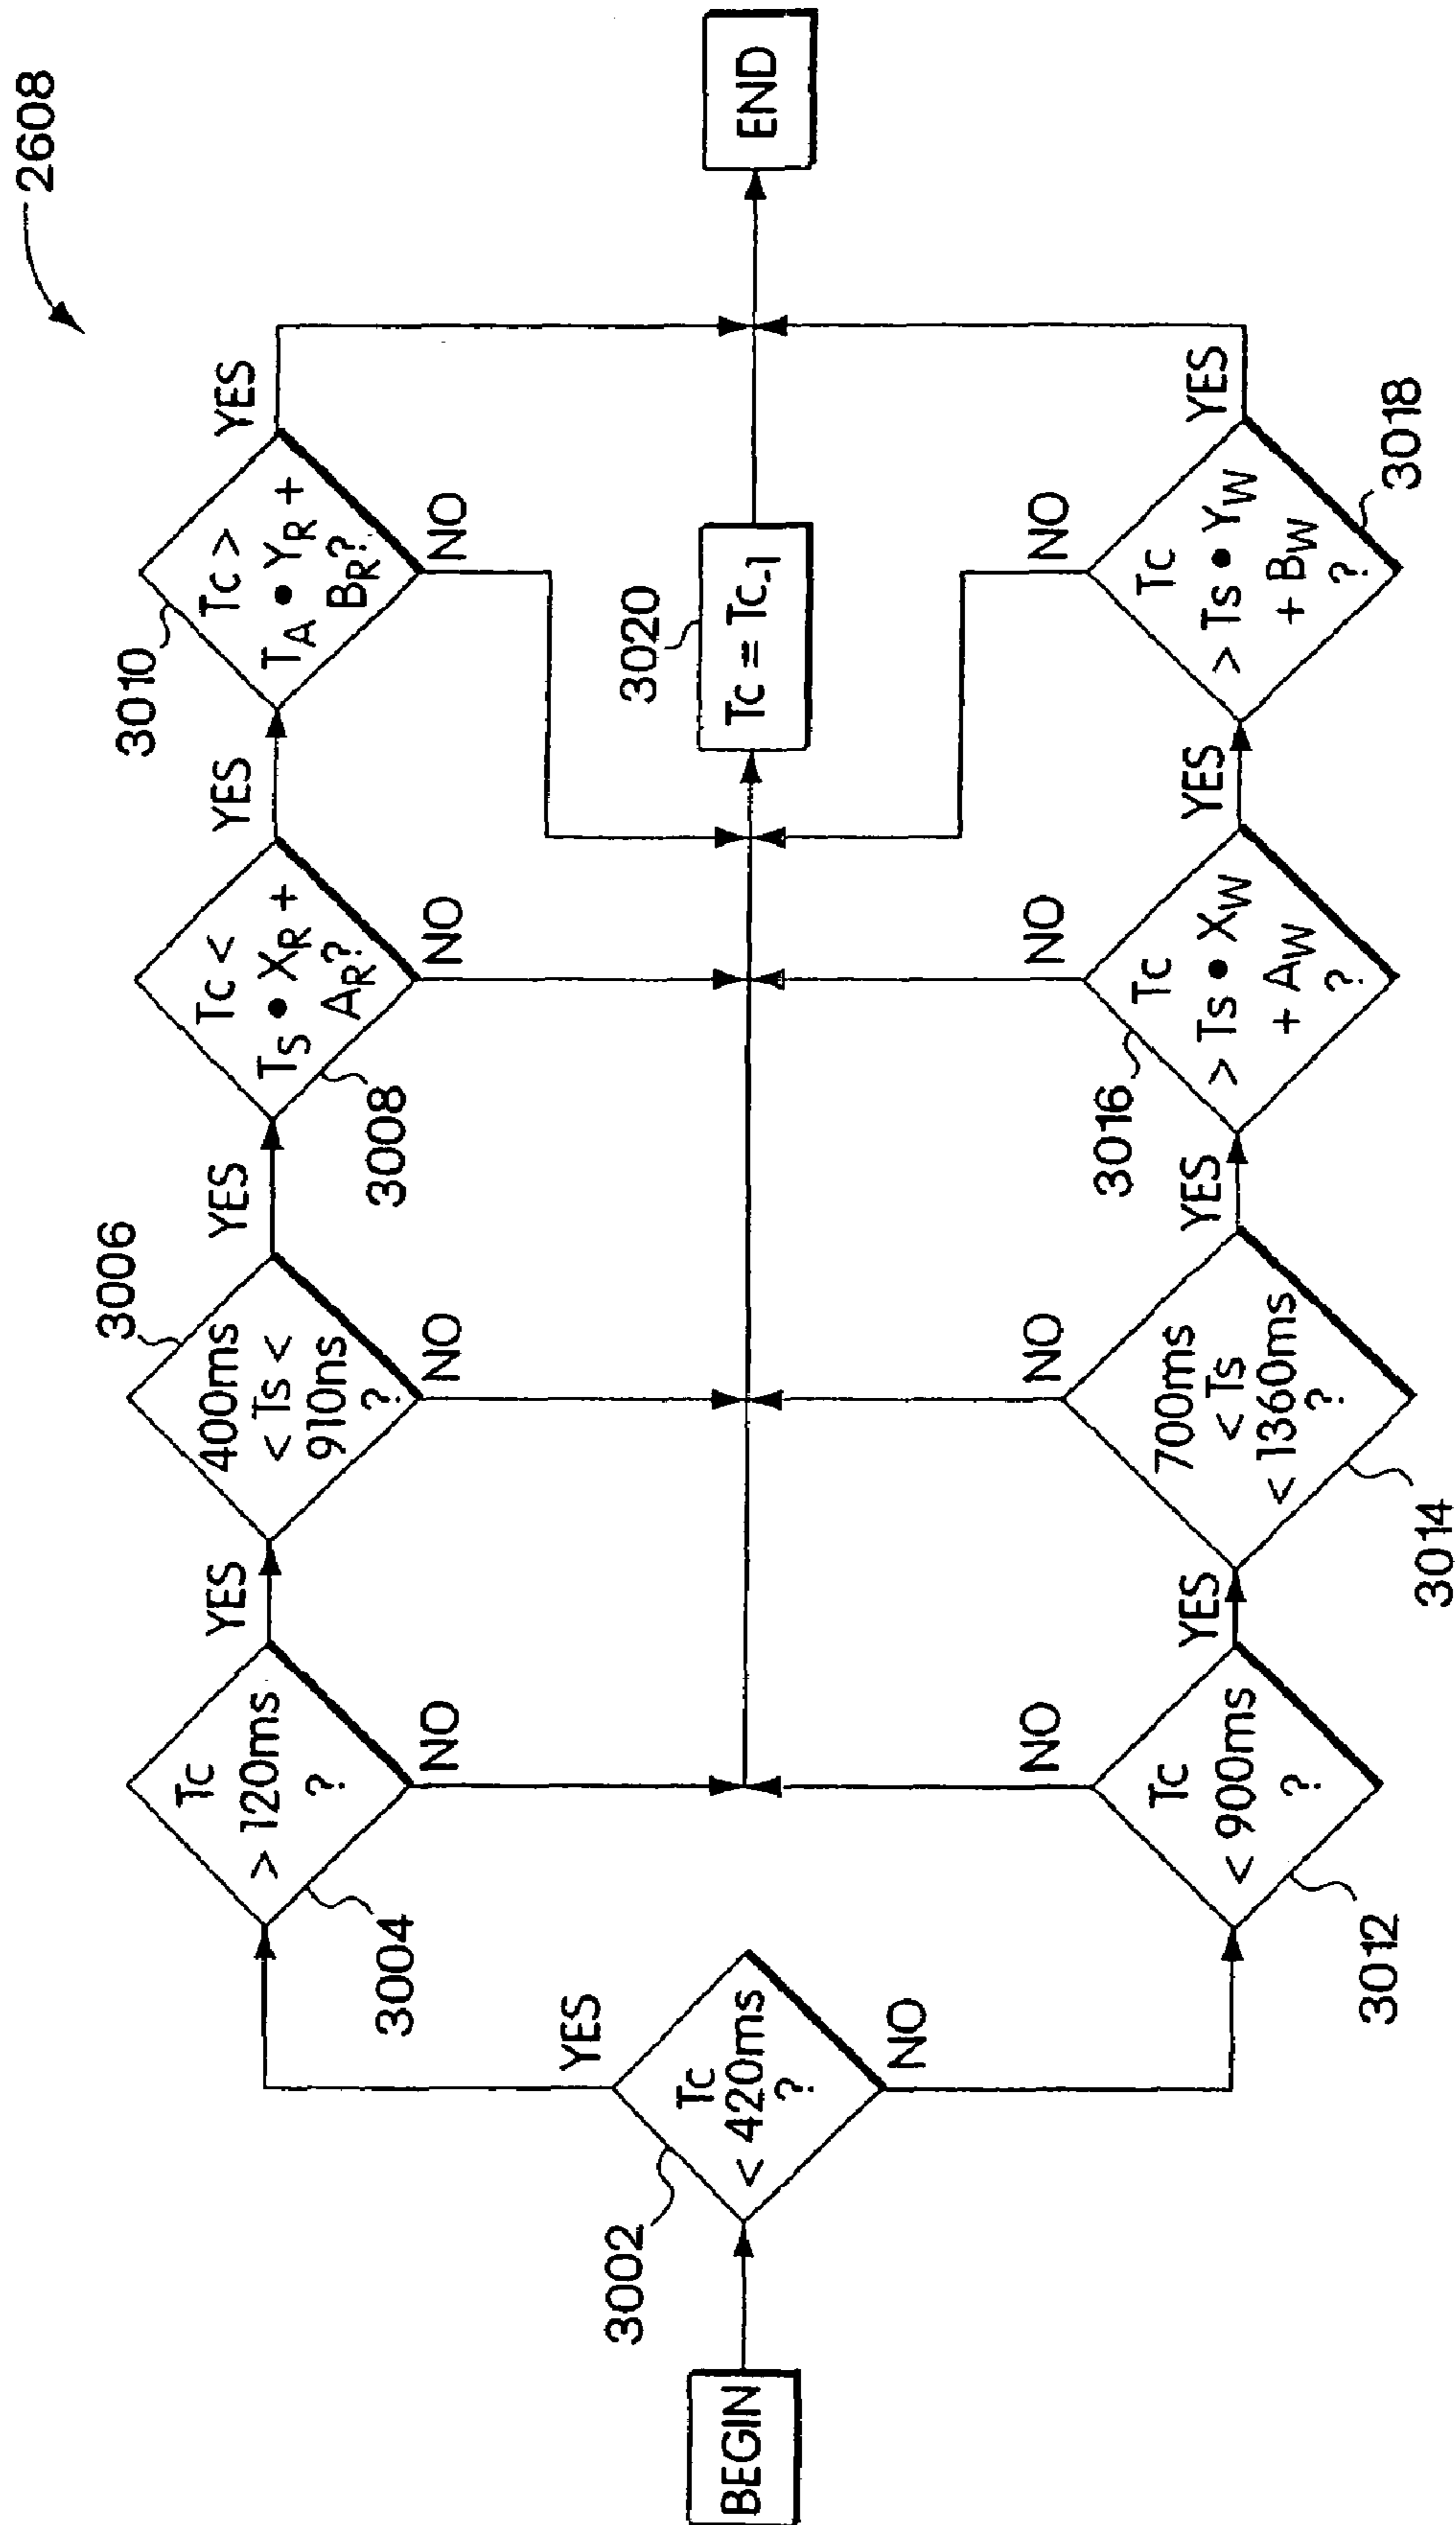 2608
BEGIN
3002
Tc
< 420ms
?
YES
NO
3004
Tc
> 120ms
?
YES
NO
3006
400ms
< Ts <
910ns
?
YES
NO
3008
Tc <
TS • XR +
AR?
YES
NO
3010
Tc >
TA • YR +
BR?
YES
NO
3012
Tc
< 900ms
?
YES
NO
3014
700ms
< Ts
< 1360ms
?
YES
NO
3016
Tc
> Ts • XW
+ AW
?
YES
NO
3018
Tc
> Ts • YW
+ BW
?
YES
NO
3020
Tc = Tc-1
END